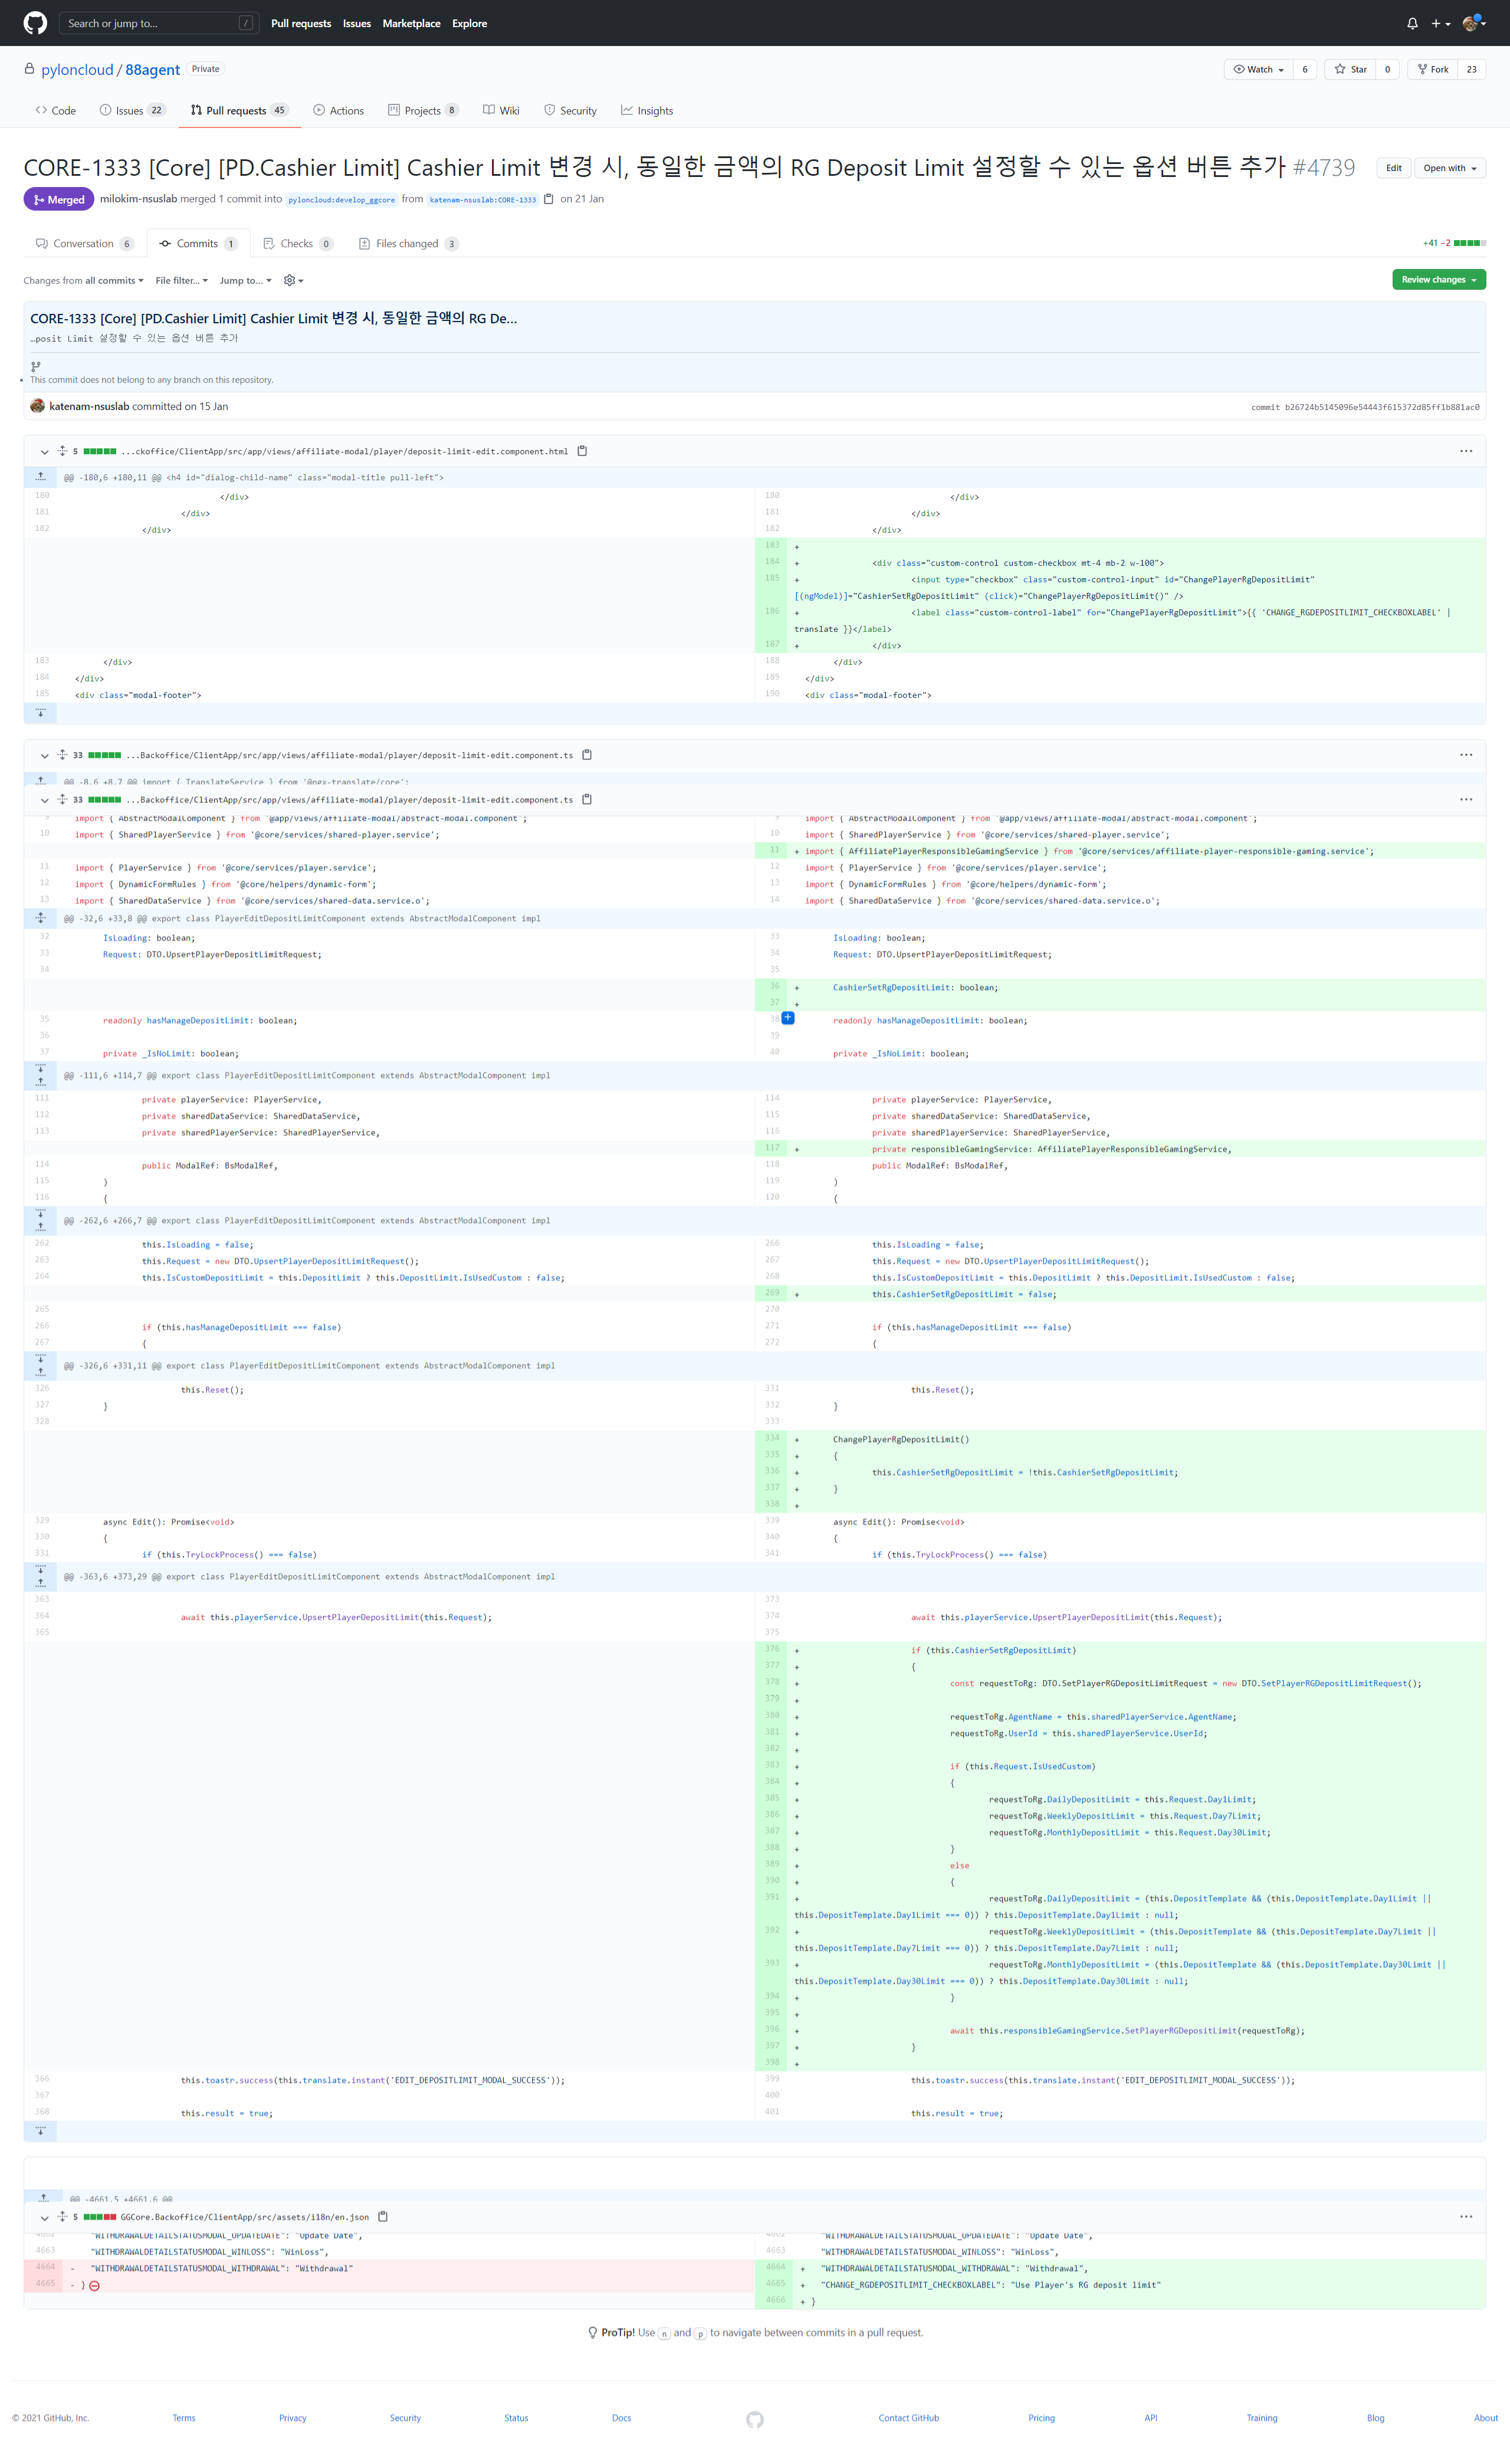 Search or jump to... / Pull requests Issues Marketplace Explore
pyloncloud / 88agent Private Watch 6 Star 0 Fork 23
Code Issues 22 Pull requests 45 Actions Projects 8 Wiki Security Insights
CORE-1333 [Core] [PD.Cashier Limit] Cashier Limit 변경 시, 동일한 금액의 RG Deposit Limit 설정할 수 있는 옵션 버튼 추가 #4739 Edit Open with
Merged milokim-nsuslab merged 1 commit into pyloncloud:develop_ggcore from katenam-nsuslab:CORE-1333 on 21 Jan
Conversation 6 Commits 1 Checks 0 Files changed 3 +41 −2
Changes from all commits File filter... Jump to... Review changes
CORE-1333 [Core] [PD.Cashier Limit] Cashier Limit 변경 시, 동일한 금액의 RG De…
…posit Limit 설정할 수 있는 옵션 버튼 추가
This commit does not belong to any branch on this repository.
katenam-nsuslab committed on 15 Jan commit b26724b5145096e54443f615372d85ff1b881ac0
5 ...ckoffice/ClientApp/src/app/views/affiliate-modal/player/deposit-limit-edit.component.html
@@ -180,6 +180,11 @@ <h4 id="dialog-child-name" class="modal-title pull-left">
180 </div> 180 </div>
181 </div> 181 </div>
182 </div> 182 </div>
183 +
184 + <div class="custom-control custom-checkbox mt-4 mb-2 w-100">
185 + <input type="checkbox" class="custom-control-input" id="ChangePlayerRgDepositLimit"
[(ngModel)]="CashierSetRgDepositLimit" (click)="ChangePlayerRgDepositLimit()" />
186 + <label class="custom-control-label" for="ChangePlayerRgDepositLimit">{{ 'CHANGE_RGDEPOSITLIMIT_CHECKBOXLABEL' |
translate }}</label>
187 + </div>
183 </div> 188 </div>
184 </div> 189 </div>
185 <div class="modal-footer"> 190 <div class="modal-footer">
33 ...Backoffice/ClientApp/src/app/views/affiliate-modal/player/deposit-limit-edit.component.ts
@@ -8,6 +8,7 @@ import { TranslateService } from '@ngx-translate/core';
33 ...Backoffice/ClientApp/src/app/views/affiliate-modal/player/deposit-limit-edit.component.ts
9 import { AbstractModalComponent } from '@app/views/affiliate-modal/abstract-modal.component'; 9 import { AbstractModalComponent } from '@app/views/affiliate-modal/abstract-modal.component';
10 import { SharedPlayerService } from '@core/services/shared-player.service'; 10 import { SharedPlayerService } from '@core/services/shared-player.service';
11 + import { AffiliatePlayerResponsibleGamingService } from '@core/services/affiliate-player-responsible-gaming.service';
11 import { PlayerService } from '@core/services/player.service'; 12 import { PlayerService } from '@core/services/player.service';
12 import { DynamicFormRules } from '@core/helpers/dynamic-form'; 13 import { DynamicFormRules } from '@core/helpers/dynamic-form';
13 import { SharedDataService } from '@core/services/shared-data.service.o'; 14 import { SharedDataService } from '@core/services/shared-data.service.o';
@@ -32,6 +33,8 @@ export class PlayerEditDepositLimitComponent extends AbstractModalComponent impl
32 IsLoading: boolean; 33 IsLoading: boolean;
33 Request: DTO.UpsertPlayerDepositLimitRequest; 34 Request: DTO.UpsertPlayerDepositLimitRequest;
34 35
36 + CashierSetRgDepositLimit: boolean;
37 +
35 readonly hasManageDepositLimit: boolean; 38 + readonly hasManageDepositLimit: boolean;
36 39
37 private _IsNoLimit: boolean; 40 private _IsNoLimit: boolean;
@@ -111,6 +114,7 @@ export class PlayerEditDepositLimitComponent extends AbstractModalComponent impl
111 private playerService: PlayerService, 114 private playerService: PlayerService,
112 private sharedDataService: SharedDataService, 115 private sharedDataService: SharedDataService,
113 private sharedPlayerService: SharedPlayerService, 116 private sharedPlayerService: SharedPlayerService,
117 + private responsibleGamingService: AffiliatePlayerResponsibleGamingService,
114 public ModalRef: BsModalRef, 118 public ModalRef: BsModalRef,
115 ) 119 )
116 { 120 {
@@ -262,6 +266,7 @@ export class PlayerEditDepositLimitComponent extends AbstractModalComponent impl
262 this.IsLoading = false; 266 this.IsLoading = false;
263 this.Request = new DTO.UpsertPlayerDepositLimitRequest(); 267 this.Request = new DTO.UpsertPlayerDepositLimitRequest();
264 this.IsCustomDepositLimit = this.DepositLimit ? this.DepositLimit.IsUsedCustom : false; 268 this.IsCustomDepositLimit = this.DepositLimit ? this.DepositLimit.IsUsedCustom : false;
269 + this.CashierSetRgDepositLimit = false;
265 270
266 if (this.hasManageDepositLimit === false) 271 if (this.hasManageDepositLimit === false)
267 { 272 {
@@ -326,6 +331,11 @@ export class PlayerEditDepositLimitComponent extends AbstractModalComponent impl
326 this.Reset(); 331 this.Reset();
327 } 332 }
328 333
334 + ChangePlayerRgDepositLimit()
335 + {
336 + this.CashierSetRgDepositLimit = !this.CashierSetRgDepositLimit;
337 + }
338 +
329 async Edit(): Promise<void> 339 async Edit(): Promise<void>
330 { 340 {
331 if (this.TryLockProcess() === false) 341 if (this.TryLockProcess() === false)
@@ -363,6 +373,29 @@ export class PlayerEditDepositLimitComponent extends AbstractModalComponent impl
363 373
364 await this.playerService.UpsertPlayerDepositLimit(this.Request); 374 await this.playerService.UpsertPlayerDepositLimit(this.Request);
365 375
376 + if (this.CashierSetRgDepositLimit)
377 + {
378 + const requestToRg: DTO.SetPlayerRGDepositLimitRequest = new DTO.SetPlayerRGDepositLimitRequest();
379 +
380 + requestToRg.AgentName = this.sharedPlayerService.AgentName;
381 + requestToRg.UserId = this.sharedPlayerService.UserId;
382 +
383 + if (this.Request.IsUsedCustom)
384 + {
385 + requestToRg.DailyDepositLimit = this.Request.Day1Limit;
386 + requestToRg.WeeklyDepositLimit = this.Request.Day7Limit;
387 + requestToRg.MonthlyDepositLimit = this.Request.Day30Limit;
388 + }
389 + else
390 + {
391 + requestToRg.DailyDepositLimit = (this.DepositTemplate && (this.DepositTemplate.Day1Limit ||
this.DepositTemplate.Day1Limit === 0)) ? this.DepositTemplate.Day1Limit : null;
392 + requestToRg.WeeklyDepositLimit = (this.DepositTemplate && (this.DepositTemplate.Day7Limit ||
this.DepositTemplate.Day7Limit === 0)) ? this.DepositTemplate.Day7Limit : null;
393 + requestToRg.MonthlyDepositLimit = (this.DepositTemplate && (this.DepositTemplate.Day30Limit ||
this.DepositTemplate.Day30Limit === 0)) ? this.DepositTemplate.Day30Limit : null;
394 + }
395 +
396 + await this.responsibleGamingService.SetPlayerRGDepositLimit(requestToRg);
397 + }
398 +
366 this.toastr.success(this.translate.instant('EDIT_DEPOSITLIMIT_MODAL_SUCCESS')); 399 this.toastr.success(this.translate.instant('EDIT_DEPOSITLIMIT_MODAL_SUCCESS'));
367 400
368 this.result = true; 401 this.result = true;
@@ -4661,5 +4661,6 @@
5 GGCore.Backoffice/ClientApp/src/assets/i18n/en.json
4662 "WITHDRAWALDETAILSTATUSMODAL_UPDATEDATE": "Update Date", 4662 "WITHDRAWALDETAILSTATUSMODAL_UPDATEDATE": "Update Date",
4663 "WITHDRAWALDETAILSTATUSMODAL_WINLOSS": "WinLoss", 4663 "WITHDRAWALDETAILSTATUSMODAL_WINLOSS": "WinLoss",
4664 - "WITHDRAWALDETAILSTATUSMODAL_WITHDRAWAL": "Withdrawal" 4664 + "WITHDRAWALDETAILSTATUSMODAL_WITHDRAWAL": "Withdrawal",
4665 - } 4665 + "CHANGE_RGDEPOSITLIMIT_CHECKBOXLABEL": "Use Player's RG deposit limit"
4666 + }
ProTip! Use n and p to navigate between commits in a pull request.
© 2021 GitHub, Inc. Terms Privacy Security Status Docs Contact GitHub Pricing API Training Blog About